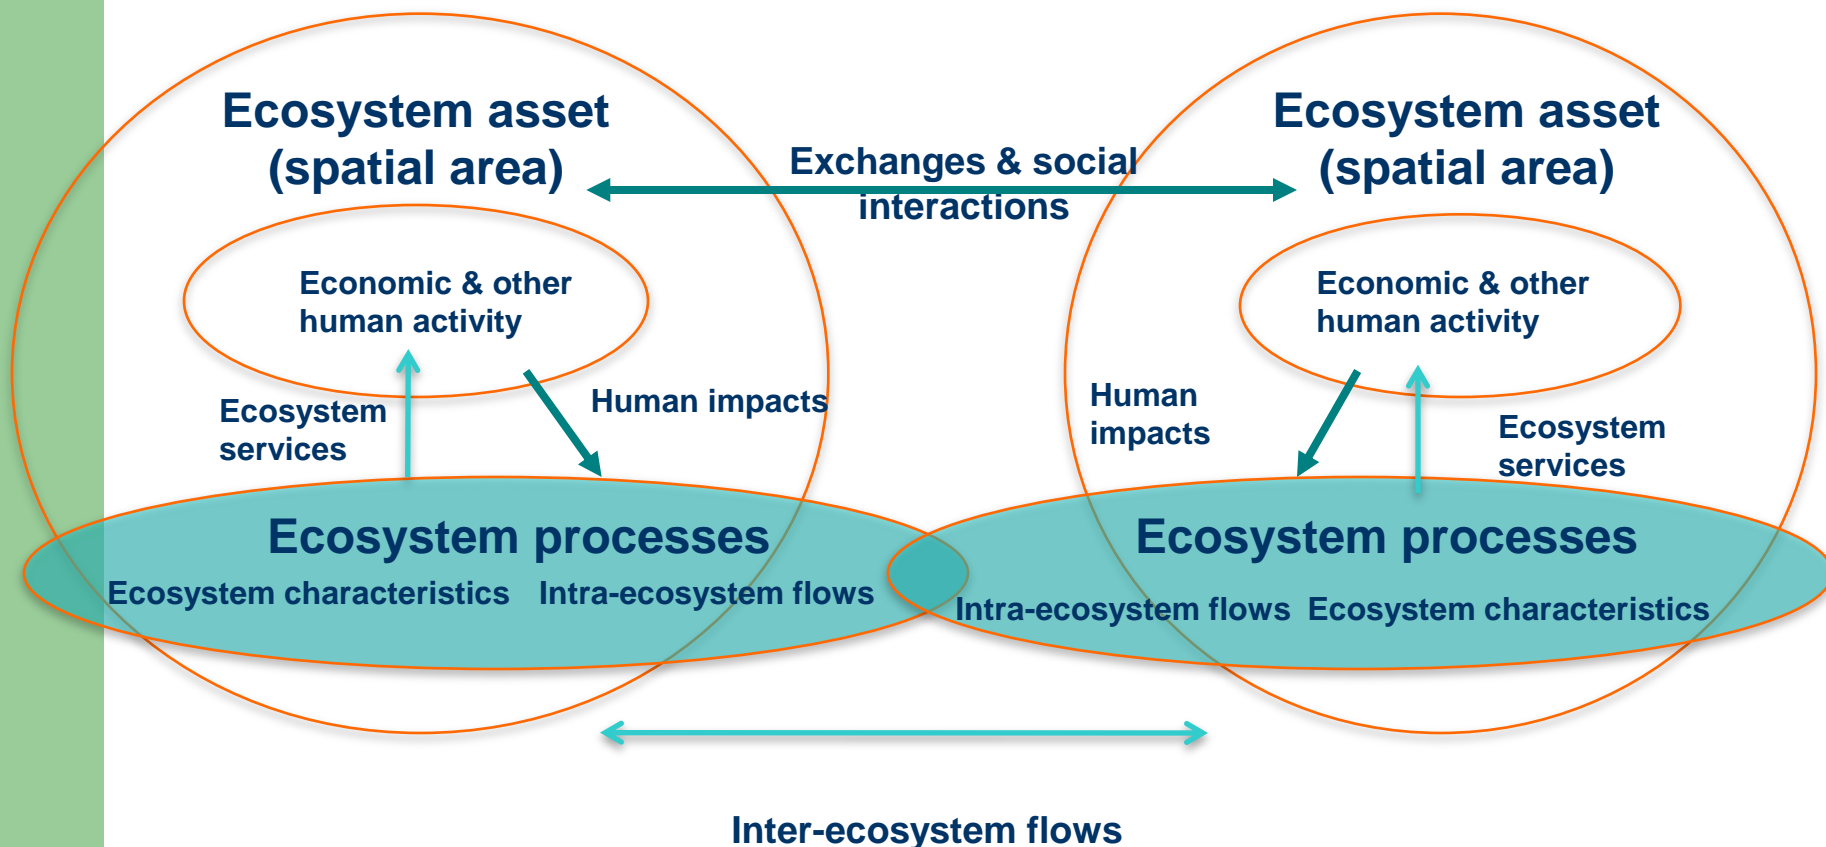 Ecosystem asset
(spatial area)
Exchanges & social
interactions
Ecosystem asset
(spatial area)
Economic & other
human activity
Economic & other
human activity
Ecosystem
services
Human impacts
Human
impacts
Ecosystem
services
Ecosystem processes
Ecosystem characteristics Intra-ecosystem flows
Ecosystem processes
Intra-ecosystem flows Ecosystem characteristics
Inter-ecosystem flows